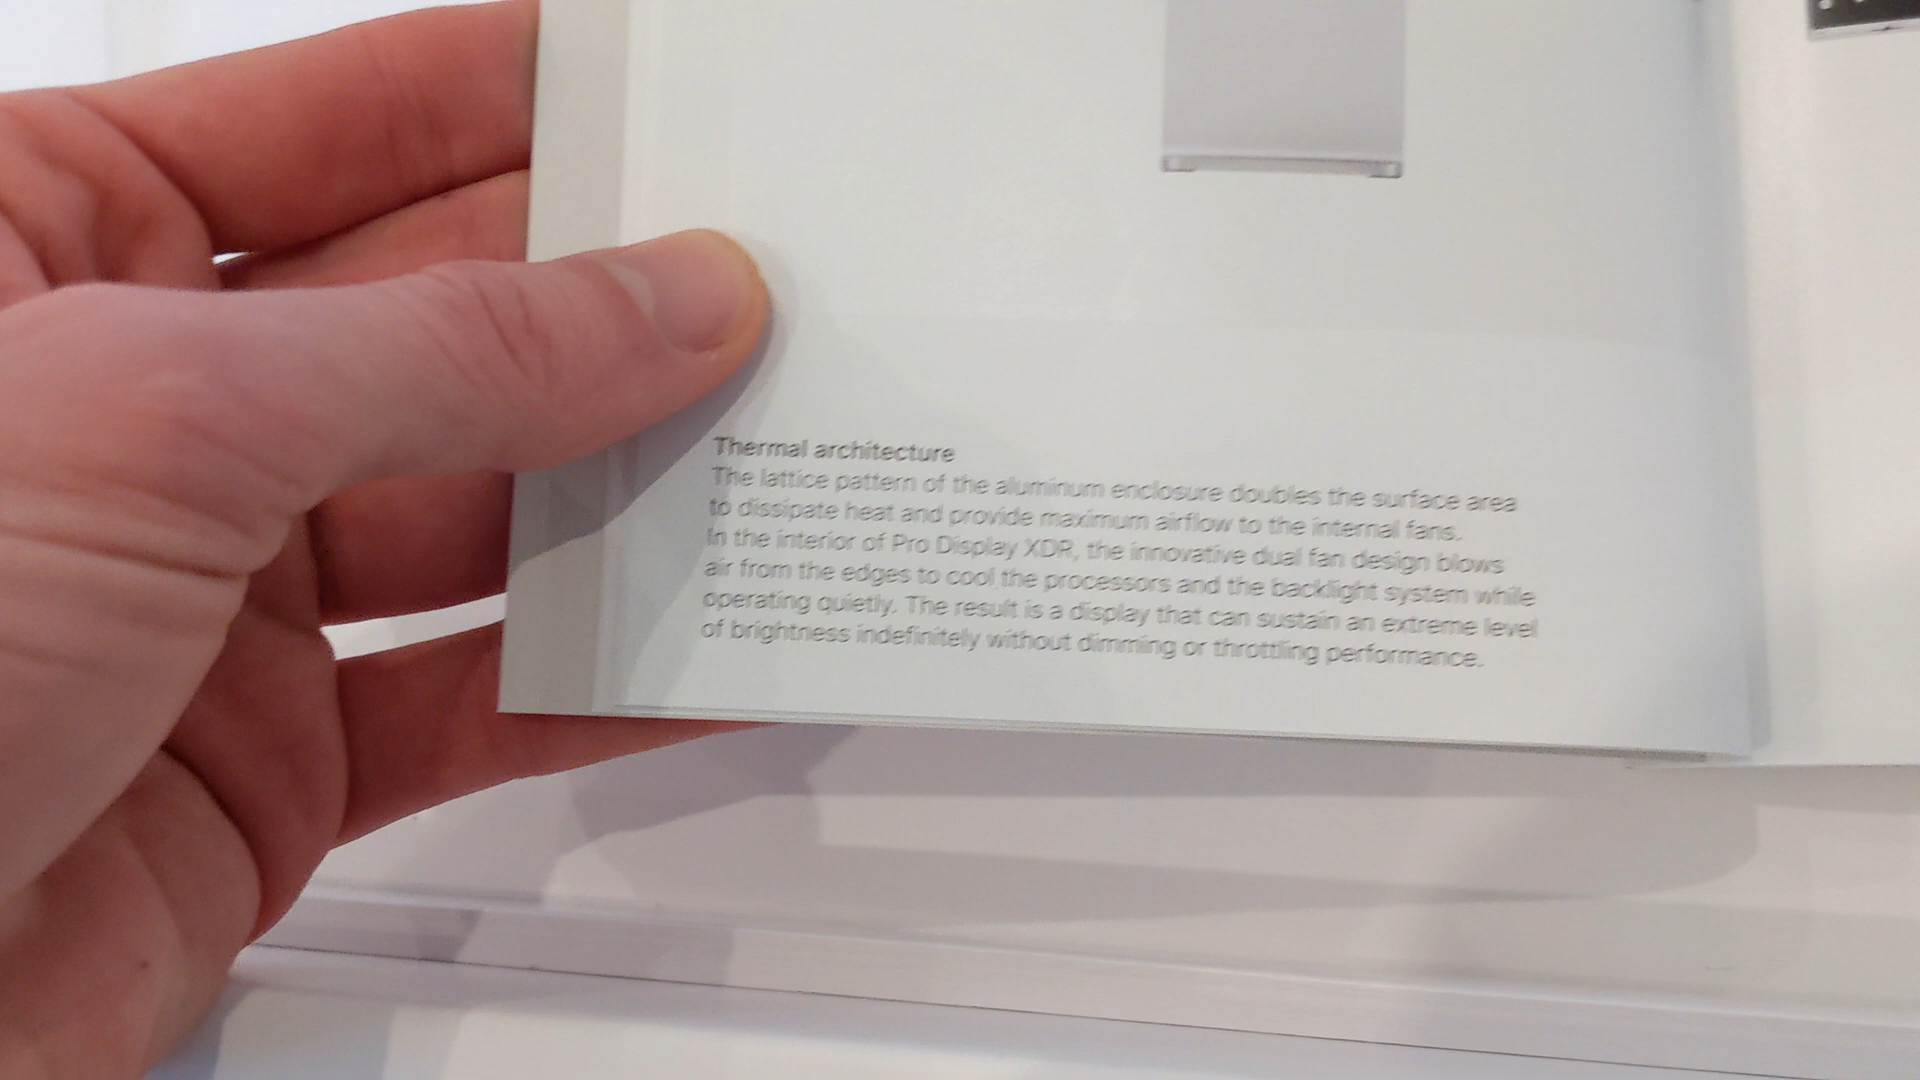 Thermal architecture
The lattice pattern of the aluminum enclosure doubles the surface area
to dissipate heat and provide maximum airflow to the internal fans.
In the interior of Pro Display XDR, the innovative dual fan design blows
air from the edges to cool the processors and the backlight system while
operating quietly. The result is a display that can sustain an extreme level
of brightness indefinitely without dimming or throttling performance.